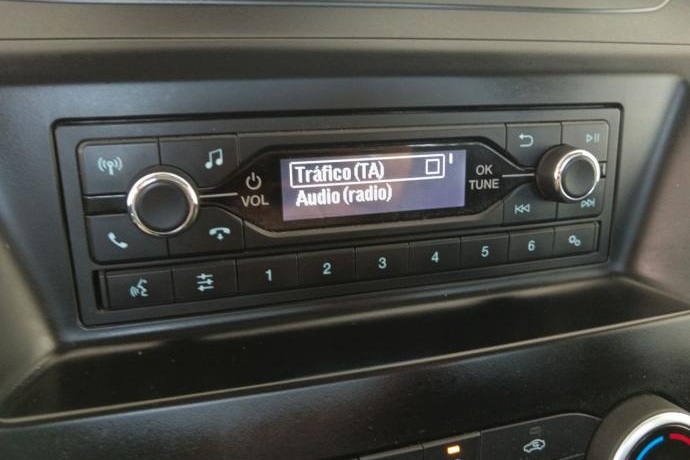 Tráfico (TA)
Audio (radio)
VOL
OK
TUNE
1 2 3 4 5 6